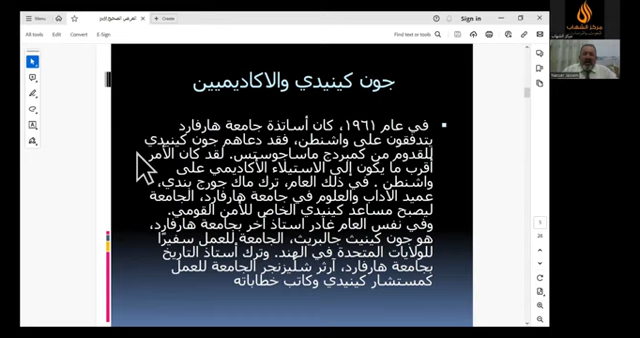 Sign in
All tools
Edit
Convert
E-Sign
Find text or tools
Create
مركز الشهاب
جون كينيدي والاكاديميين
في عام ١٩٦١، كان أساتذة جامعة هارفارد
يتدفقون على واشنطن، فقد دعاهم جون كينيدي
للقدوم من كمبردج ماساجوستس. لقد كان الأمر
أقرب ما يكون إلى الاستيلاء الأكاديمي على
واشنطن . في ذلك العام، ترك ماك جورج بندي،
عميد الآداب والعلوم في جامعة هارفارد، الجامعة
ليصبح مساعد كينيدي الخاص للأمن القومي.
وفي نفس العام غادر استاذ آخر بجامعة هارفارد،
هو جون كينيث جالبريث، الجامعة للعمل سفيرًا
للولايات المتحدة في الهند. وترك أستاذ التاريخ
بجامعة هارفارد، آرثر شليزنجر الجامعة للعمل
كمستشار كينيدي وكاتب خطاباته
5
28